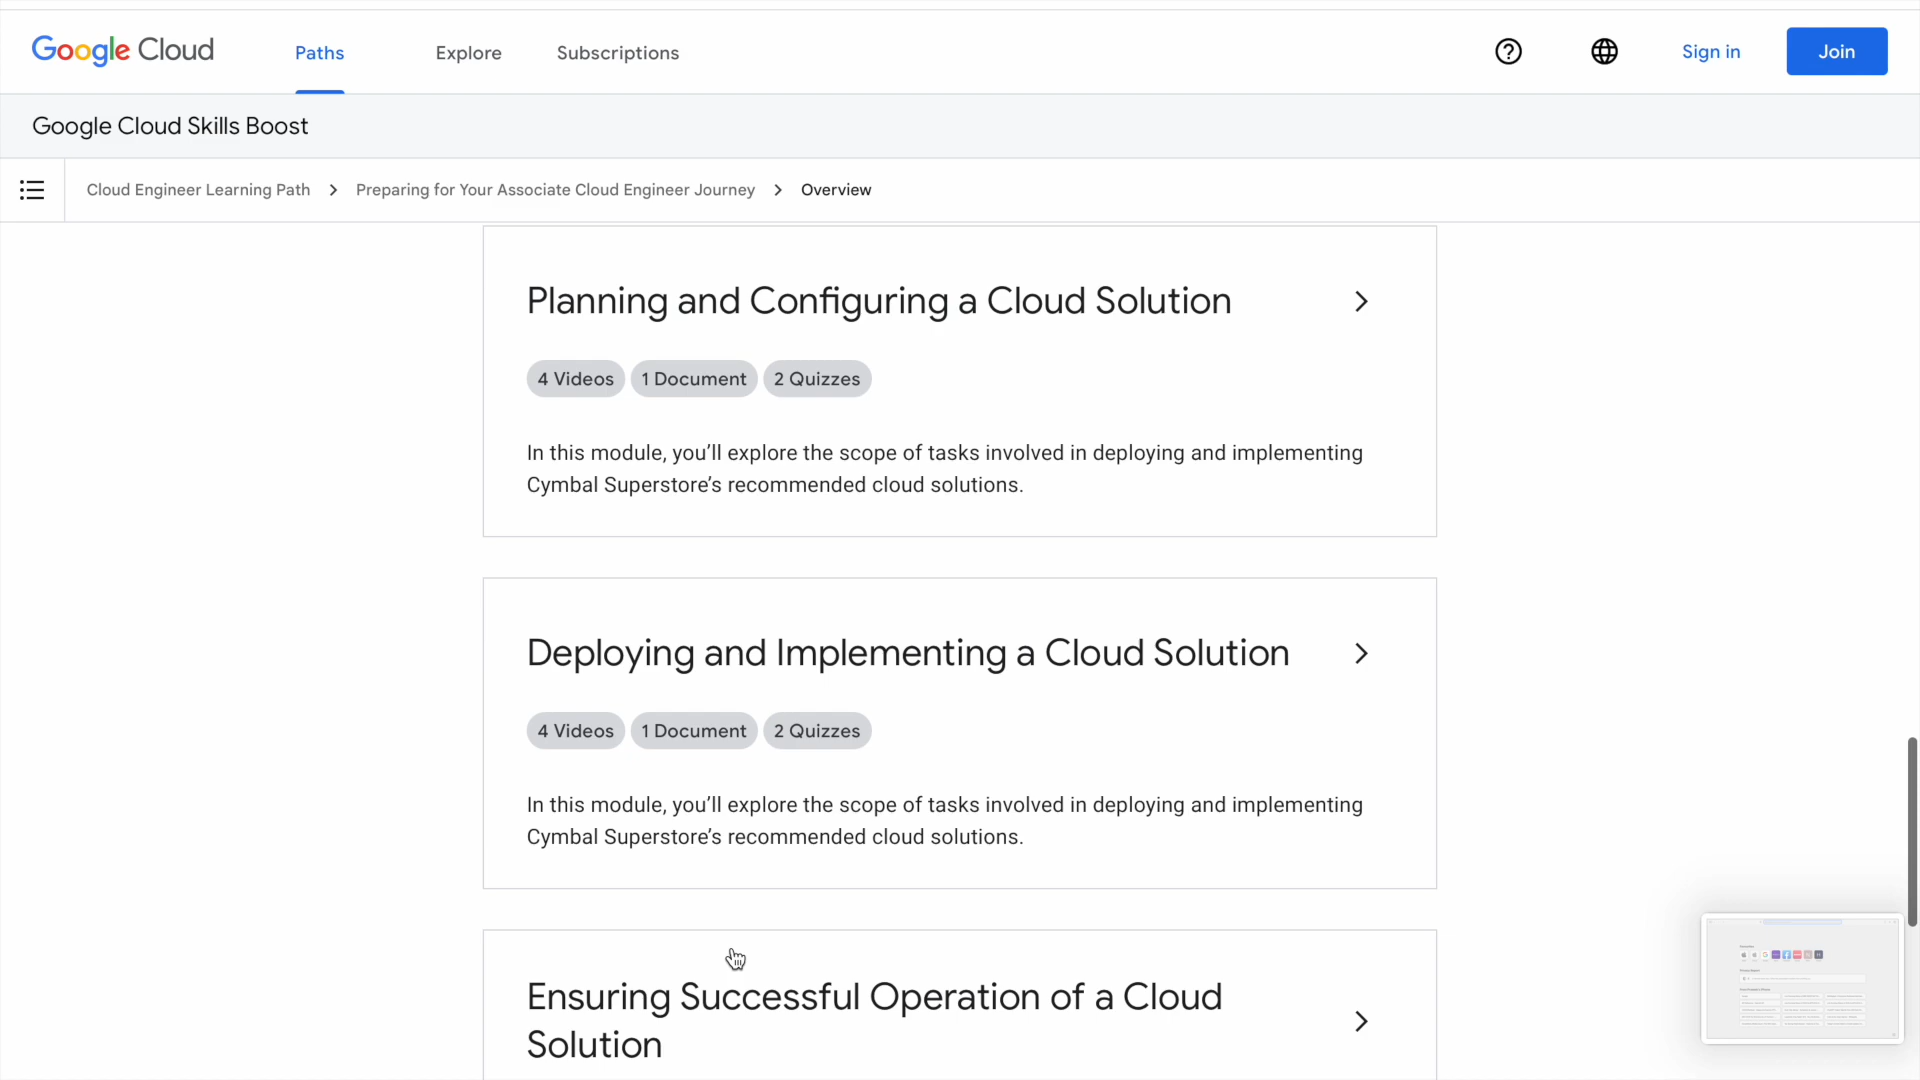 Google Cloud
Paths
Explore
Subscriptions
Sign in
Join
Google Cloud Skills Boost
Cloud Engineer Learning Path > Preparing for Your Associate Cloud Engineer Journey > Overview
Planning and Configuring a Cloud Solution
4 Videos
1 Document
2 Quizzes
In this module, you’ll explore the scope of tasks involved in deploying and implementing
Cymbal Superstore’s recommended cloud solutions.
Deploying and Implementing a Cloud Solution
4 Videos
1 Document
2 Quizzes
In this module, you’ll explore the scope of tasks involved in deploying and implementing
Cymbal Superstore’s recommended cloud solutions.
Ensuring Successful Operation of a Cloud
Solution